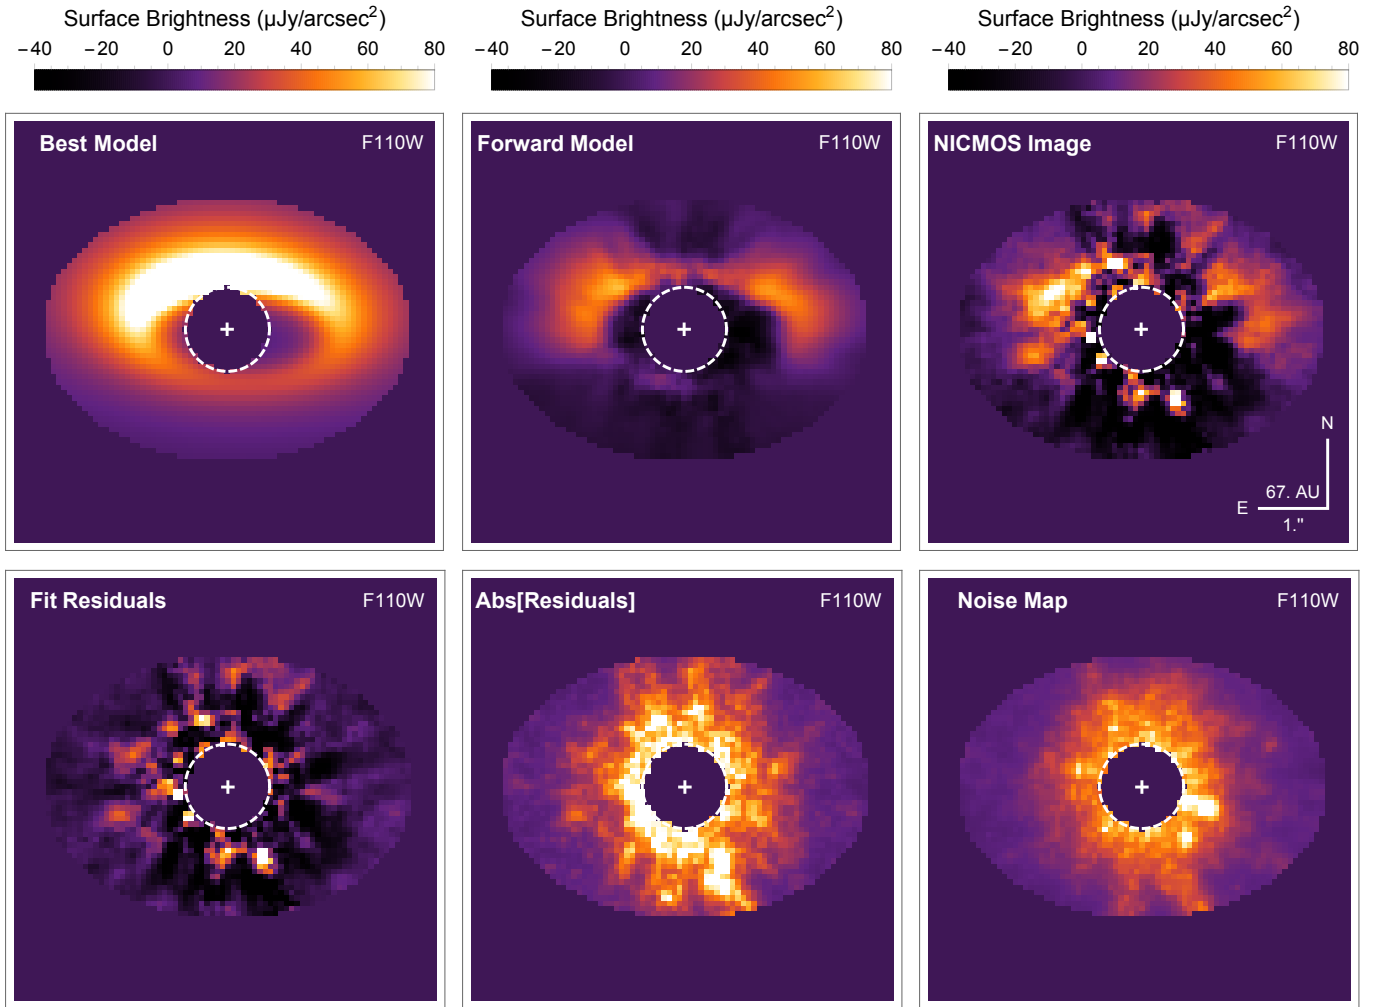 Surface Brightness (μJy/arcsec²) Surface Brightness (μJy/arcsec²) Surface Brightness (μJy/arcsec²)
−40 −20 0 20 40 60 80 −40 −20 0 20 40 60 80 −40 −20 0 20 40 60 80
Best Model F110W Forward Model F110W NICMOS Image F110W
N
67. AU
E
1."
Fit Residuals F110W Abs[Residuals] F110W Noise Map F110W